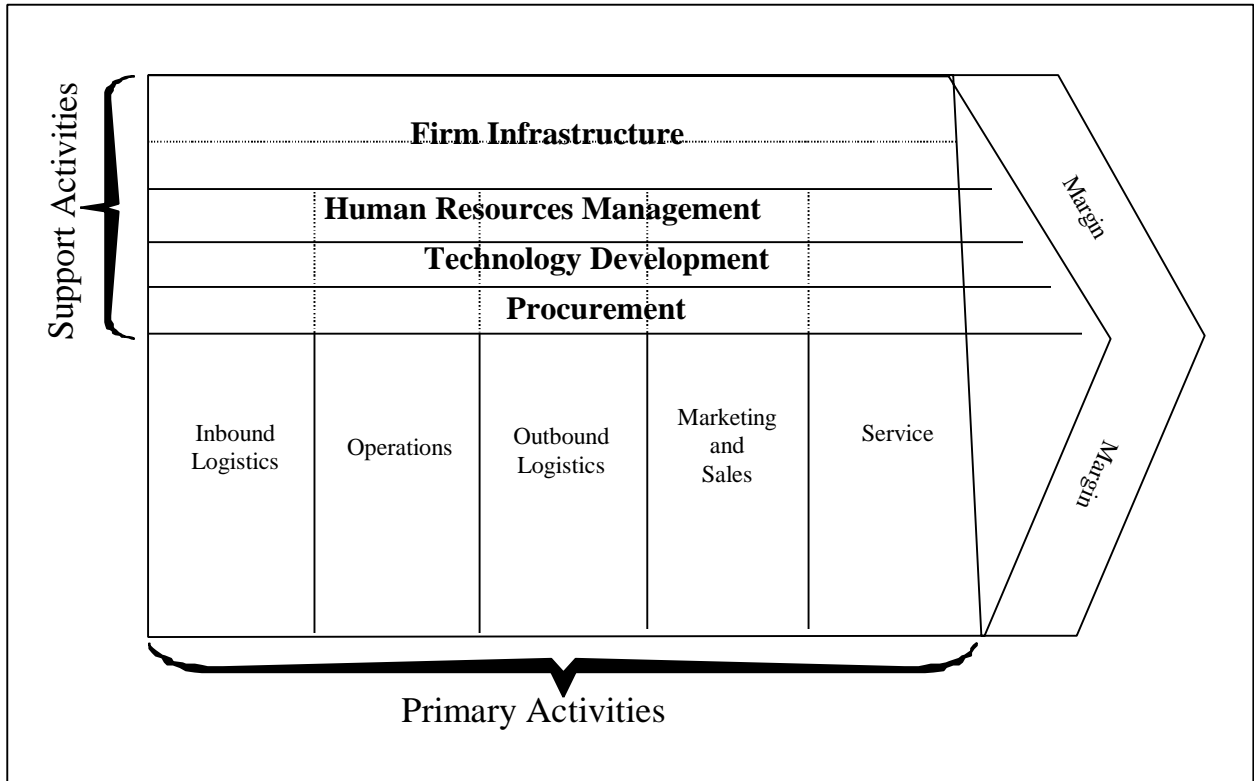 Support Activities
Firm Infrastructure
Human Resources Management
Technology Development
Procurement
Inbound
Logistics
Operations
Outbound
Logistics
Marketing
and
Sales
Service
Margin
Margin
Primary Activities